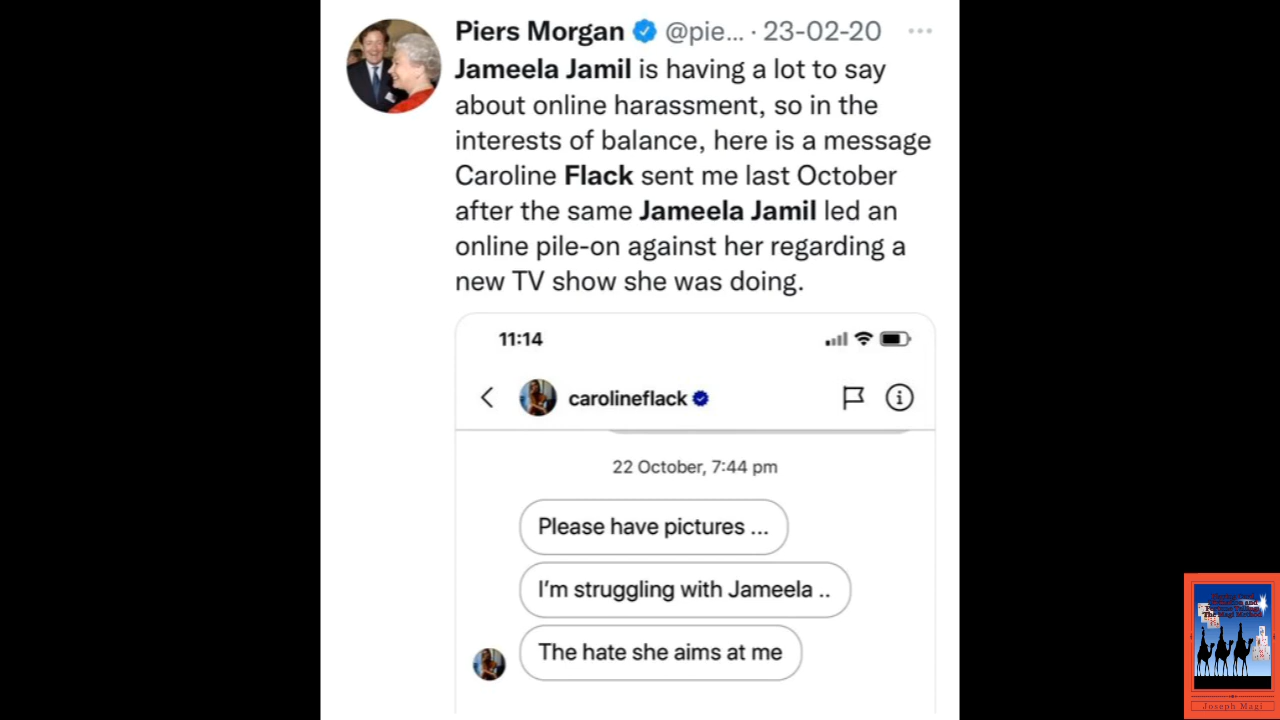 Piers Morgan @pie... · 23-02-20 ...
Jameela Jamil is having a lot to say
about online harassment, so in the
interests of balance, here is a message
Caroline Flack sent me last October
after the same Jameela Jamil led an
online pile-on against her regarding a
new TV show she was doing.
11:14
carolineflack
22 October, 7:44 pm
Please have pictures ...
I'm struggling with Jameela ..
The hate she aims at me
The Magi Method
Joseph Magi